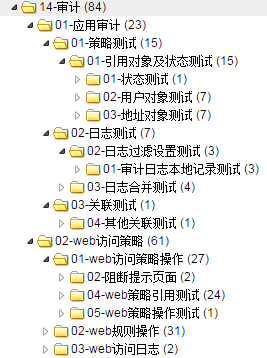 14-审计 (84)
01-应用审计 (23)
01-策略测试 (15)
01-引用对象及状态测试 (15)
01-状态测试 (1)
02-用户对象测试 (7)
03-地址对象测试 (7)
02-日志测试 (7)
02-日志过滤设置测试 (3)
01-审计日志本地记录测试 (3)
03-日志合并测试 (4)
03-关联测试 (1)
04-其他关联测试 (1)
02-web访问策略 (61)
01-web访问策略操作 (27)
02-阻断提示页面 (2)
04-web策略引用测试 (24)
05-web策略操作测试 (1)
02-web规则操作 (31)
03-web访问日志 (2)